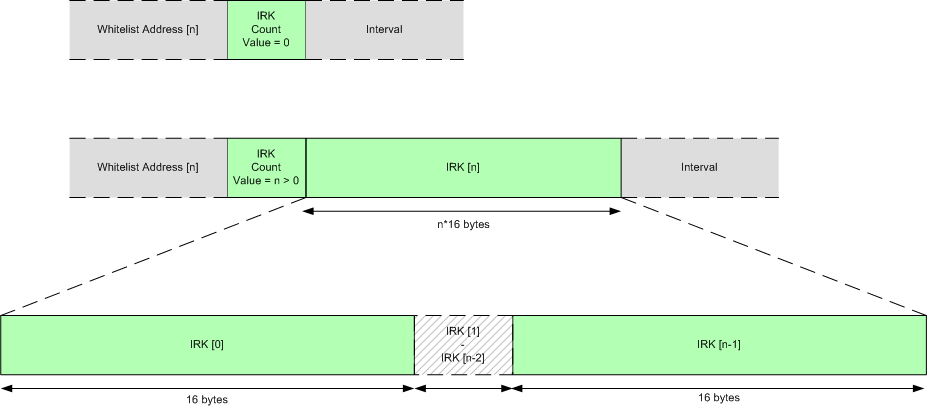 Whitelist Address [n]
IRK
Count
Value = 0
Interval
Whitelist Address [n]
IRK
Count
Value = n > 0
IRK [n]
Interval
n*16 bytes
IRK [0]
IRK [1]
-
IRK [n-2]
IRK [n-1]
16 bytes
16 bytes